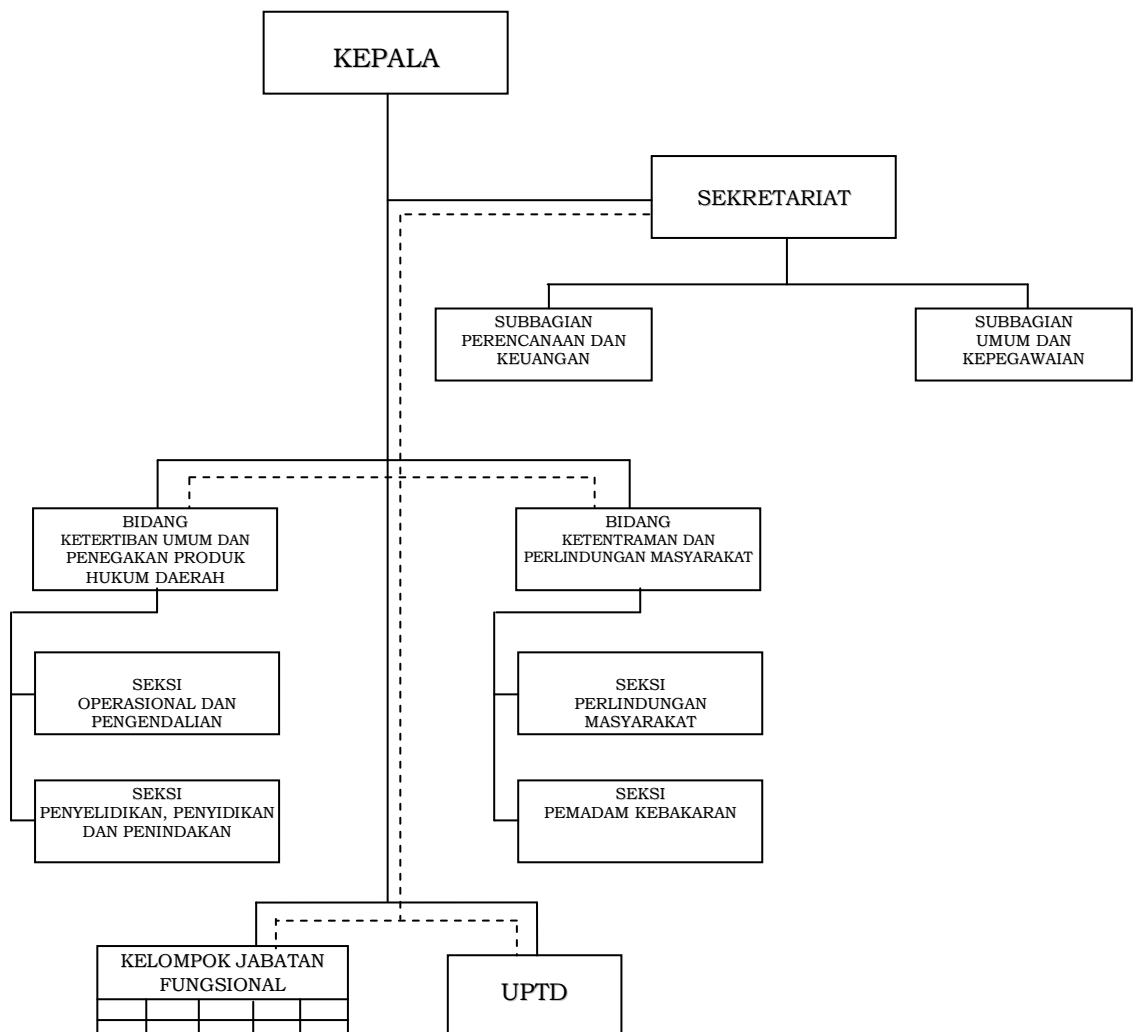 KEPALA
SEKRETARIAT
SUBBAGIAN
PERENCANAAN DAN
KEUANGAN
SUBBAGIAN
UMUM DAN
KEPEGAWAIAN
BIDANG
KETERTIBAN UMUM DAN
PENEGAKAN PRODUK
HUKUM DAERAH
BIDANG
KETENTRAMAN DAN
PERLINDUNGAN MASYARAKAT
SEKSI
OPERASIONAL DAN
PENGENDALIAN
SEKSI
PERLINDUNGAN
MASYARAKAT
SEKSI
PENYELIDIKAN, PENYIDIKAN
DAN PENINDAKAN
SEKSI
PEMADAM KEBAKARAN
KELOMPOK JABATAN
FUNGSIONAL
UPTD